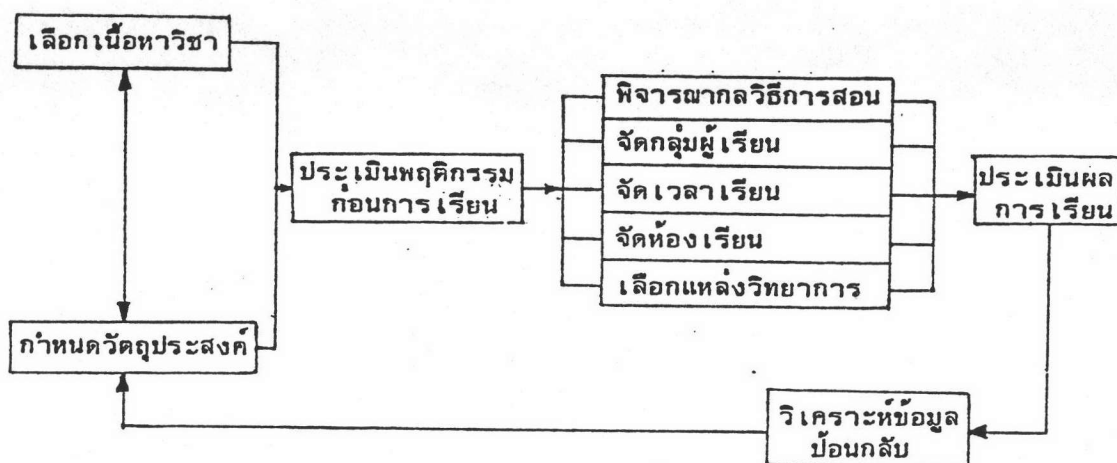 เลือกเนื้อหาวิชา
พิจารณากลวิธีการสอน
จัดกลุ่มผู้เรียน
ประเมินพฤติกรรม
ก่อนการเรียน
จัดเวลาเรียน
ประเมินผล
การเรียน
จัดห้องเรียน
เลือกแหล่งวิทยาการ
กำหนดวัตถุประสงค์
วิเคราะห์ข้อมูล
ป้อนกลับ